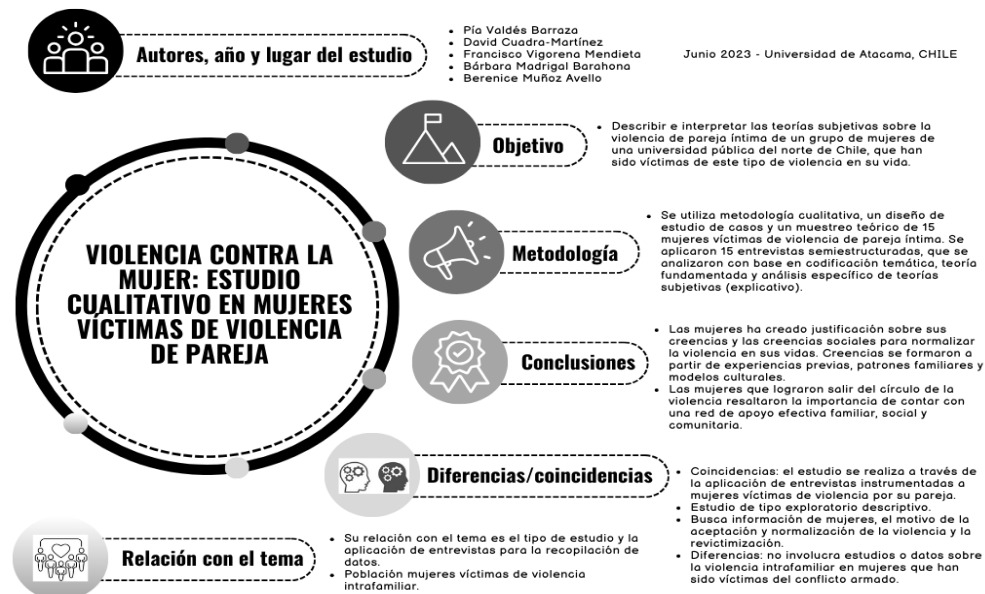 Autores, año y lugar del estudio
Pía Valdés Barraza
David Cuadra-Martínez
Francisco Vigorena Mendieta
Bárbara Madrigal Barahona
Berenice Muñoz Avello
Junio 2023 - Universidad de Atacama, CHILE
VIOLENCIA CONTRA LA
MUJER: ESTUDIO
CUALITATIVO EN MUJERES
VÍCTIMAS DE VIOLENCIA
DE PAREJA
Objetivo
Describir e interpretar las teorías subjetivas sobre la
violencia de pareja íntima de un grupo de mujeres de
una universidad pública del norte de Chile, que han
sido víctimas de este tipo de violencia en su vida.
Metodología
Se utiliza metodología cualitativa, un diseño de
estudio de casos y un muestreo teórico de 15
mujeres víctimas de violencia de pareja íntima. Se
aplicaron 15 entrevistas semiestructuradas, que se
analizaron con base en codificación temática, teoría
fundamentada y análisis específico de teorías
subjetivas (explicativo).
Conclusiones
Las mujeres ha creado justificación sobre sus
creencias y las creencias sociales para normalizar
la violencia en sus vidas. Creencias se formaron a
partir de experiencias previas, patrones familiares y
modelos culturales.
Las mujeres que lograron salir del círculo de la
violencia resaltaron la importancia de contar con
una red de apoyo efectiva familiar, social y
comunitaria.
Diferencias/coincidencias
Coincidencias: el estudio se realiza a través de
la aplicación de entrevistas instrumentadas a
mujeres víctimas de violencia por su pareja.
Estudio de tipo exploratorio descriptivo.
Busca información de mujeres, el motivo de la
aceptación y normalización de la violencia y la
revictimización.
Diferencias: no involucra estudios o datos sobre
la violencia intrafamiliar en mujeres que han
sido víctimas del conflicto armado.
Relación con el tema
Su relación con el tema es el tipo de estudio y la
aplicación de entrevistas para la recopilación de
datos.
Población mujeres víctimas de violencia
intrafamiliar.